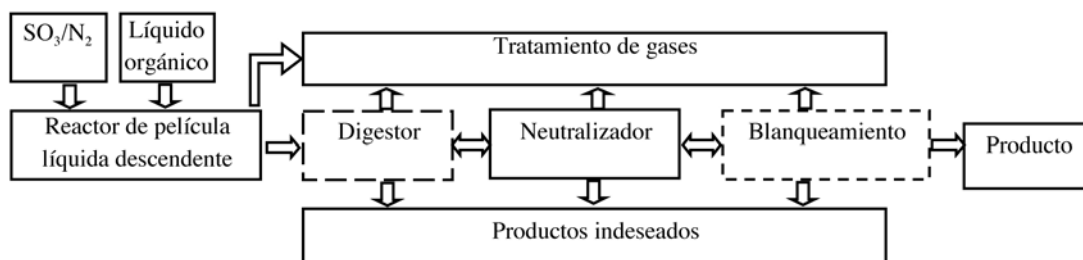 SO₃/N₂
Líquido
orgánico
Tratamiento de gases
Reactor de película
líquida descendente
Digestor
Neutralizador
Blanqueamiento
Producto
Productos indeseados